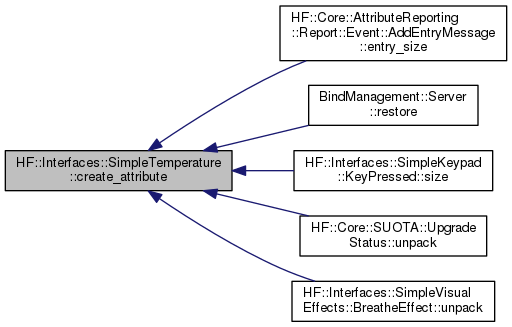 HF::Core::AttributeReporting
::Report::Event::AddEntryMessage
::entry_size
BindManagement::Server
::restore
HF::Interfaces::SimpleTemperature
::create_attribute
HF::Interfaces::SimpleKeypad
::KeyPressed::size
HF::Core::SUOTA::Upgrade
Status::unpack
HF::Interfaces::SimpleVisual
Effects::BreatheEffect::unpack